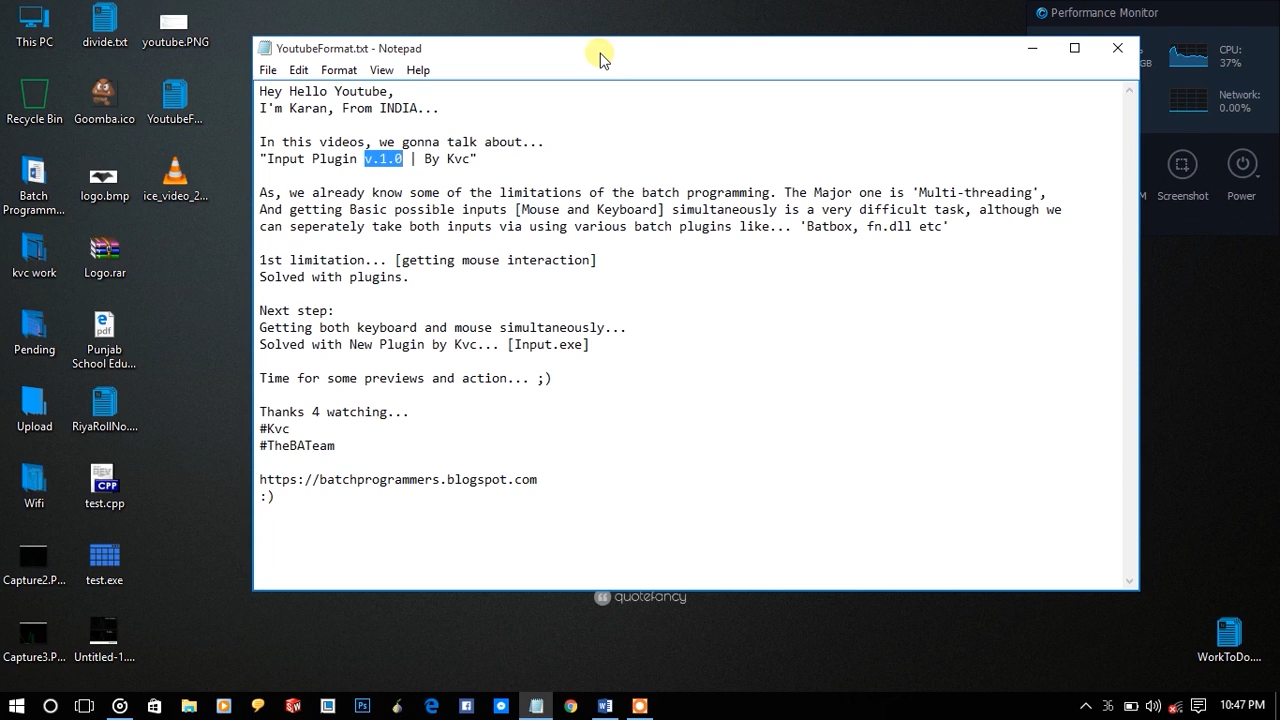 This PC
divide.txt
youtube.PNG
Recycle Bin
Goomba.ico
YoutubeF...
Batch
Programm...
logo.bmp
ice_video_2...
kvc work
Logo.rar
Pending
Punjab
School Edu...
Upload
RiyaRollNo....
Wifi
test.cpp
Capture2.P...
test.exe
Capture3.P...
Untitled-1....
YoutubeFormat.txt - Notepad
File Edit Format View Help
Hey Hello Youtube,
I'm Karan, From INDIA...
In this videos, we gonna talk about...
"Input Plugin v.1.0 | By Kvc"
As, we already know some of the limitations of the batch programming. The Major one is 'Multi-threading',
And getting Basic possible inputs [Mouse and Keyboard] simultaneously is a very difficult task, although we
can seperately take both inputs via using various batch plugins like... 'Batbox, fn.dll etc'
1st limitation... [getting mouse interaction]
Solved with plugins.
Next step:
Getting both keyboard and mouse simultaneously...
Solved with New Plugin by Kvc... [Input.exe]
Time for some previews and action... ;)
Thanks 4 watching...
#Kvc
#TheBATeam
https://batchprogrammers.blogspot.com
:)
quotefancy
Performance Monitor
GB
CPU:
37%
Network:
0.00%
M
Screenshot
Power
WorkToDo....
pdf
CPP
10:47 PM